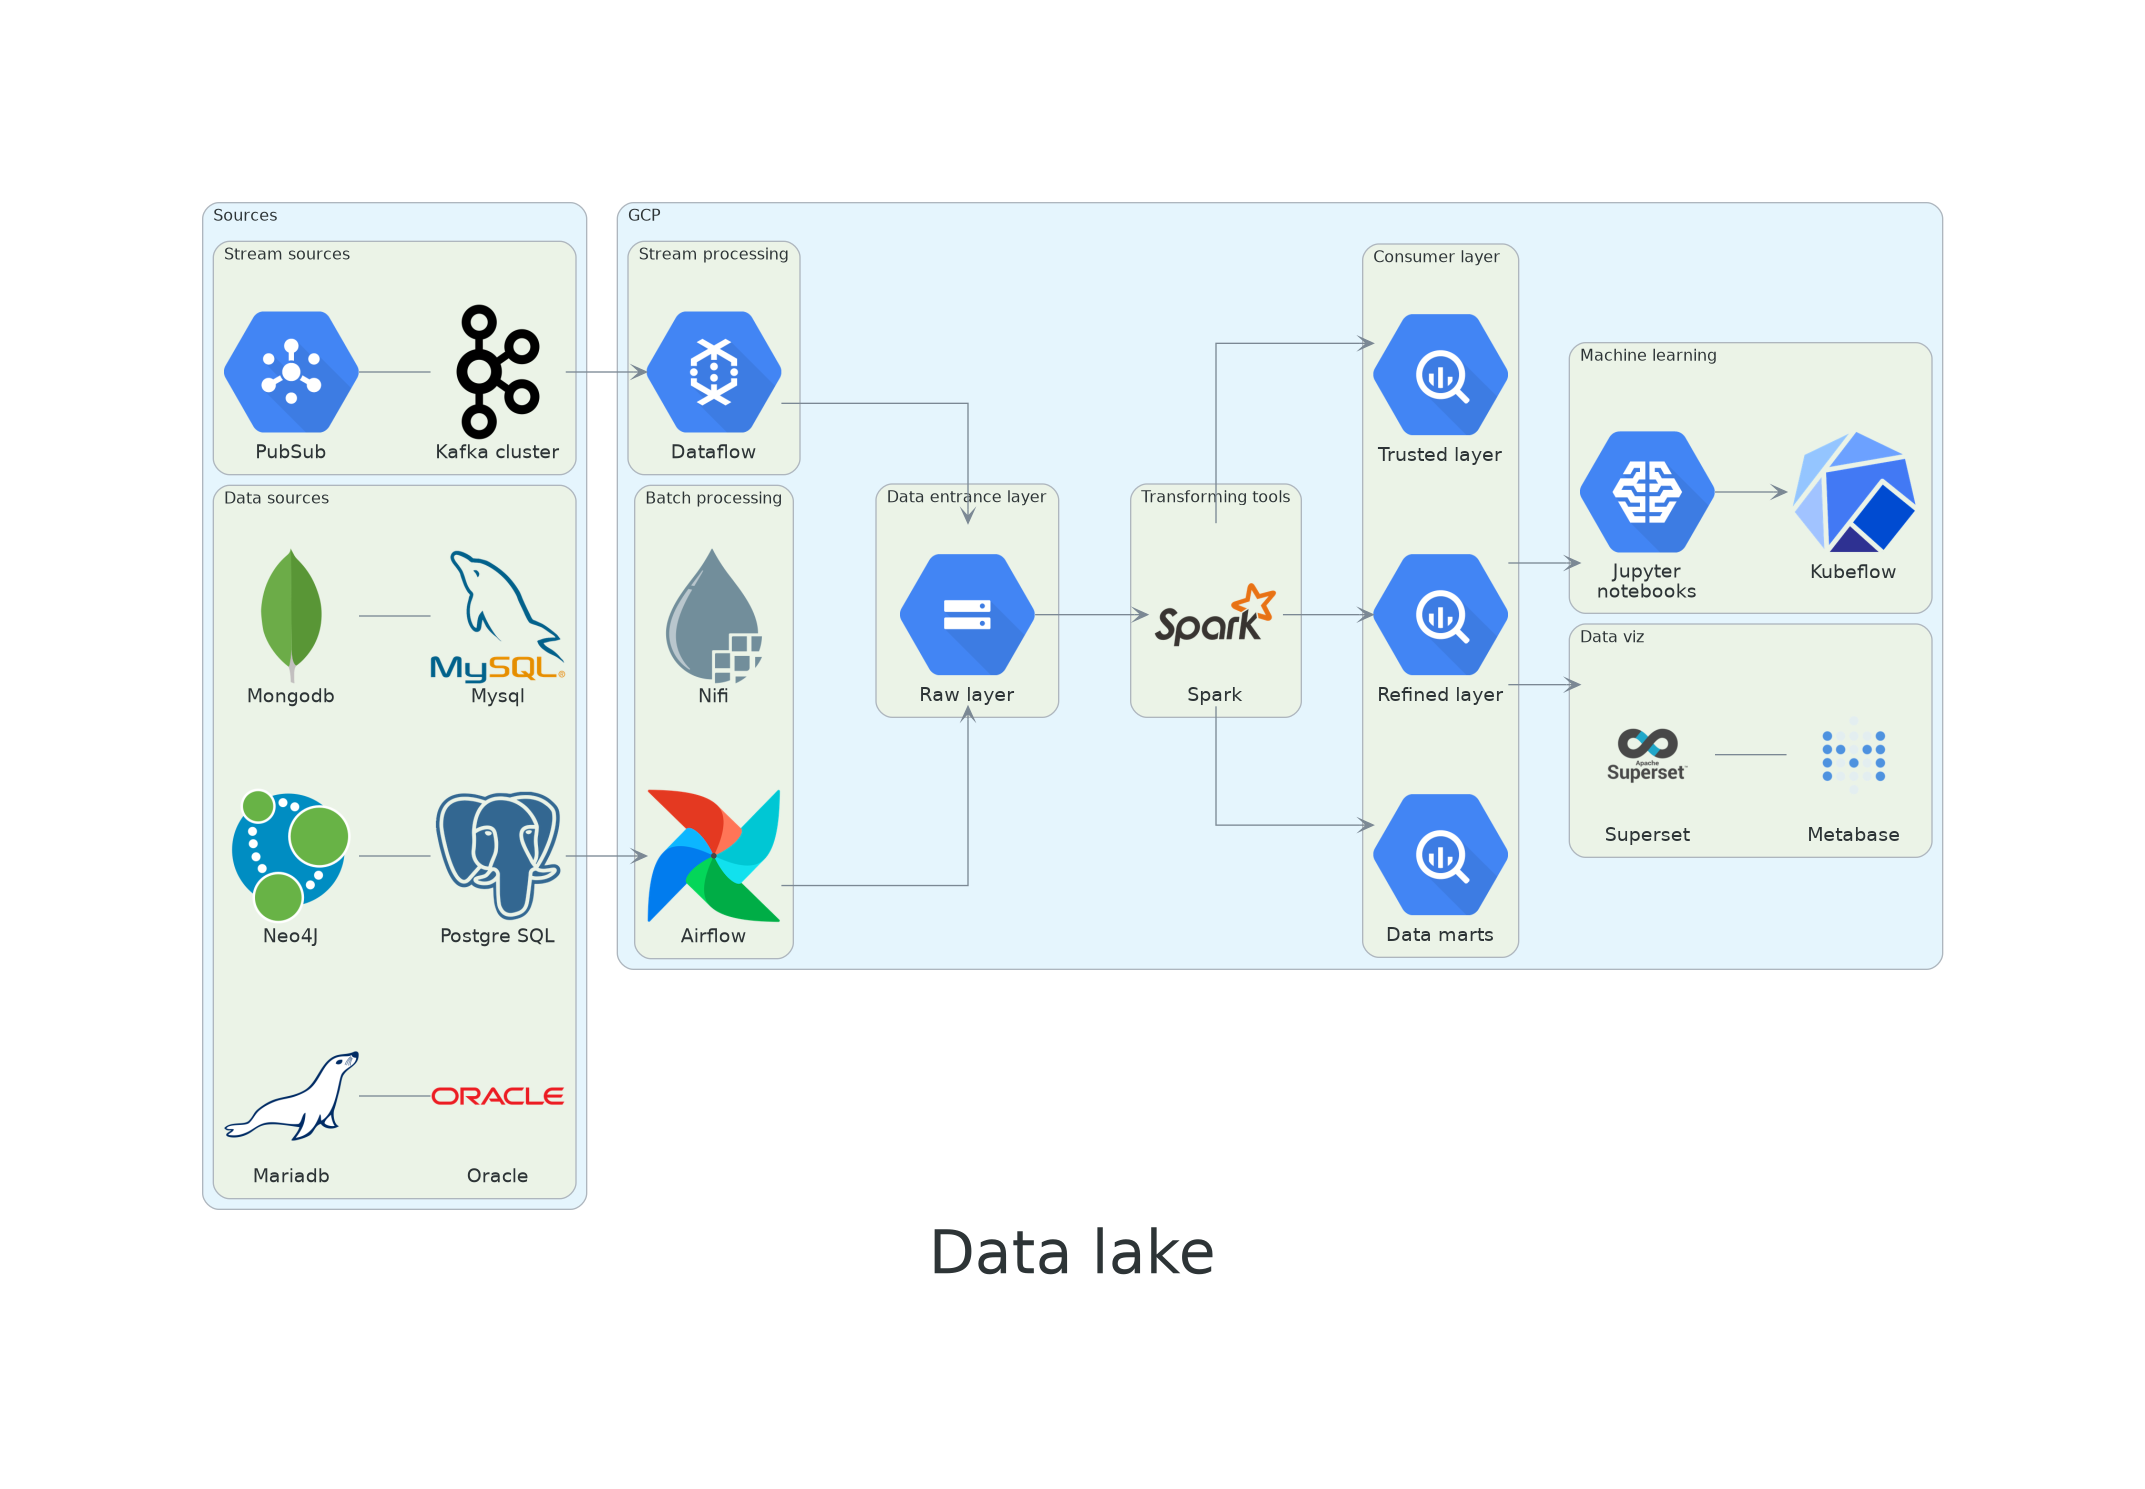 Sources
Stream sources
PubSub
Kafka cluster
Data sources
Mongodb
MySQL®
Mysql
Neo4J
Postgre SQL
Mariadb
ORACLE
Oracle
GCP
Stream processing
Dataflow
Batch processing
Nifi
Airflow
Data entrance layer
Raw layer
Transforming tools
Spark
Spark
Consumer layer
Trusted layer
Refined layer
Data marts
Machine learning
Jupyter
notebooks
Kubeflow
Data viz
Apache
Superset™
Superset
Metabase
Data lake